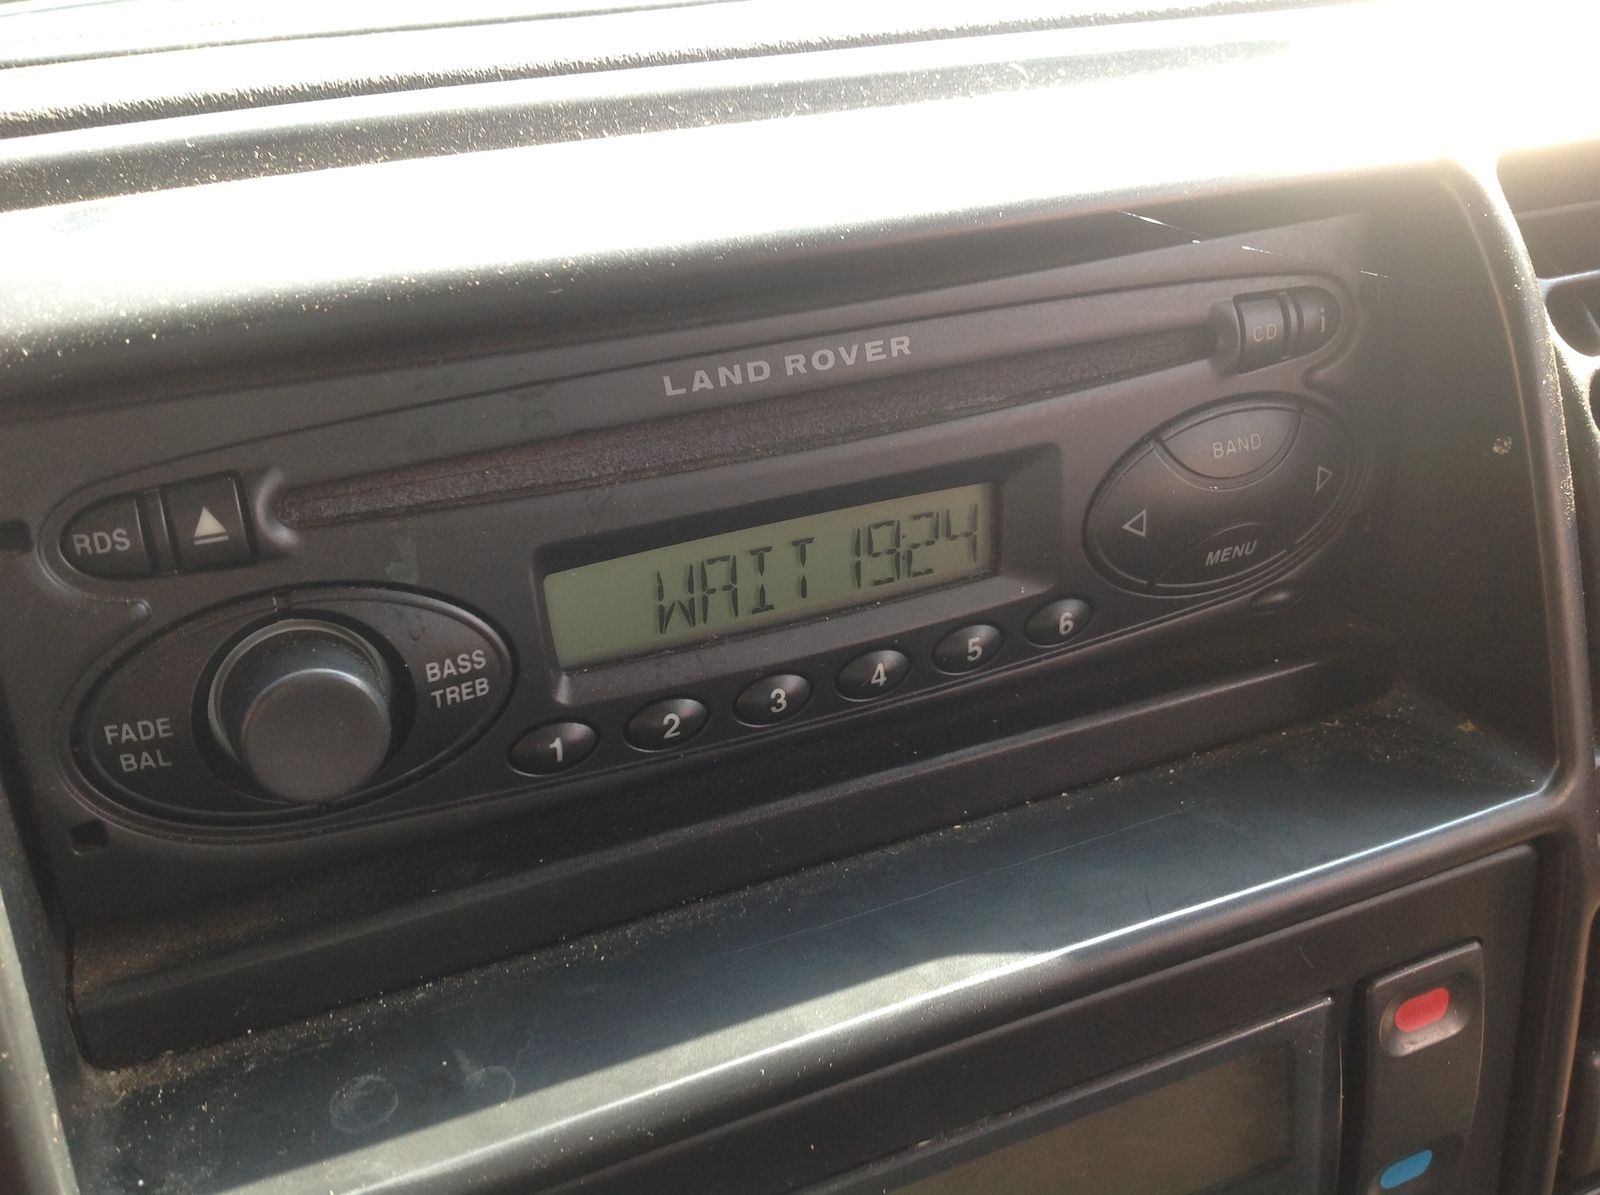 LAND ROVER
CD i
RDS
BAND
WAIT 1924
MENU
FADE
BAL
BASS
TREB
1 2 3 4 5 6